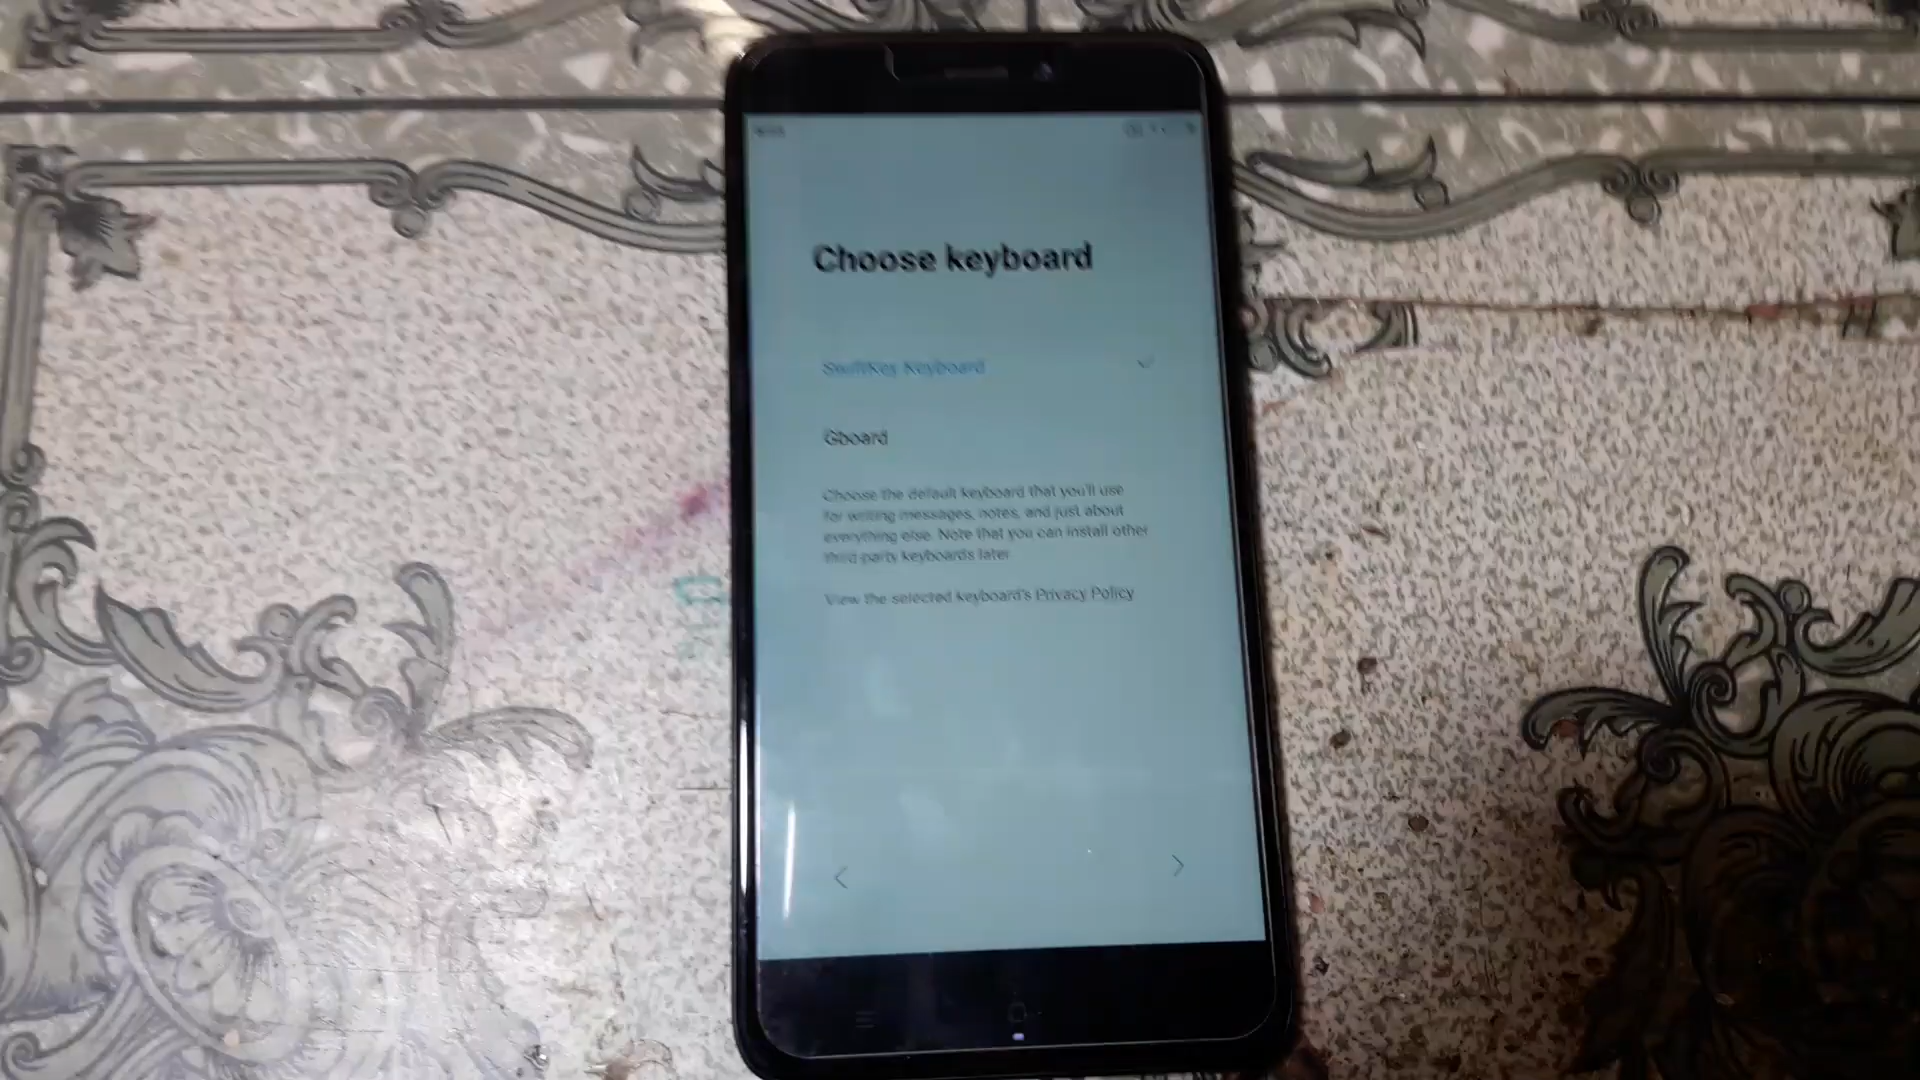 Choose keyboard
SwiftKey Keyboard
Gboard
Choose the default keyboard that you'll use
for writing messages, notes, and just about
everything else. Note that you can install other
third-party keyboards later
View the selected keyboard's Privacy Policy